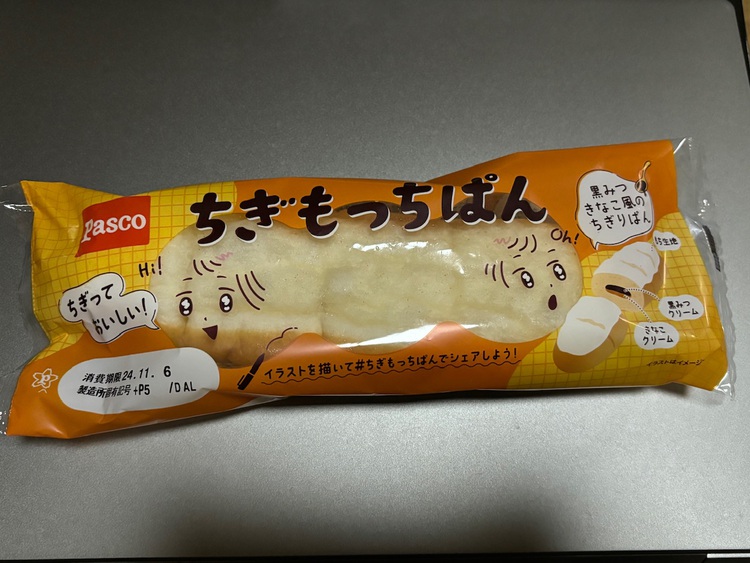 Pasco
ちぎもっちぱん
黒みつ
きなこ風の
ちぎりぱん
Hi!
Oh!
ちぎって
おいしい!
もち生地
黒みつ
クリーム
きなこ
クリーム
イラストを描いて#ちぎもっちぱんでシェアしよう!
イラストはイメージ
消費期限24.11. 6
製造所固有記号 +P5 /DAL